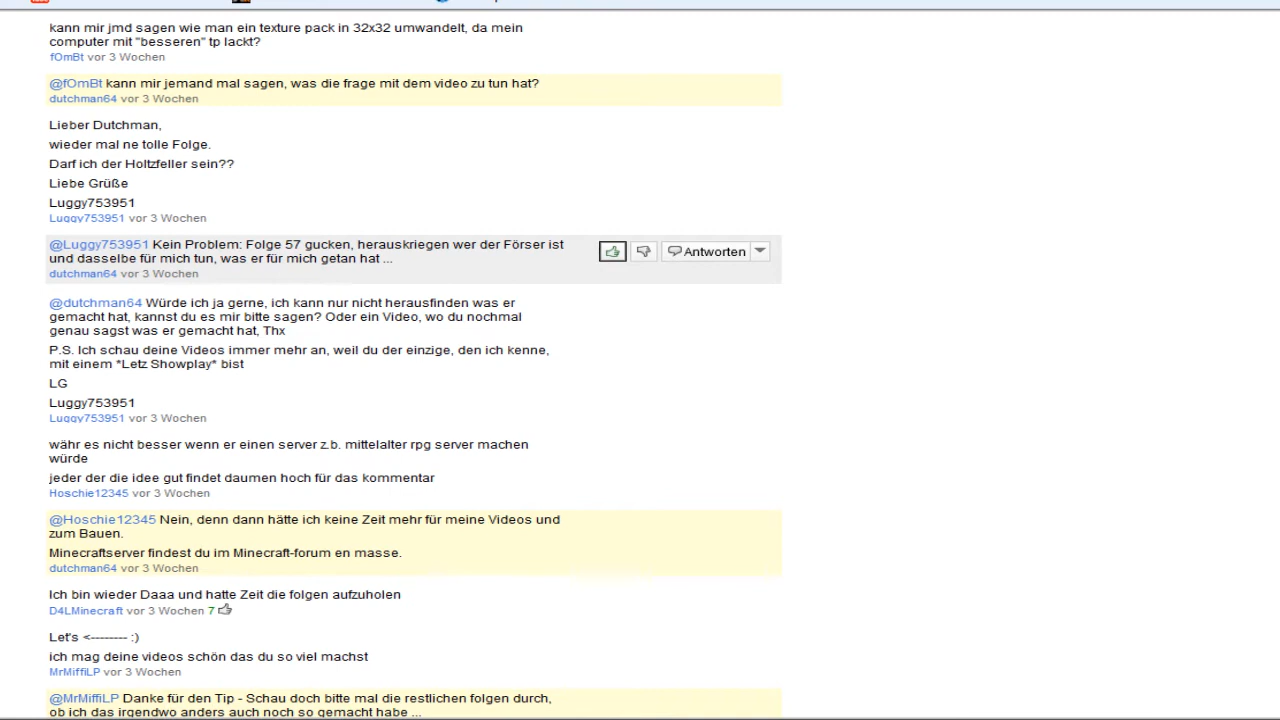 kann mir jmd sagen wie man ein texture pack in 32x32 umwandelt, da mein
computer mit "besseren" tp lackt?
fOmBt vor 3 Wochen
@fOmBt kann mir jemand mal sagen, was die frage mit dem video zu tun hat?
dutchman64 vor 3 Wochen
Lieber Dutchman,
wieder mal ne tolle Folge.
Darf ich der Holtzfeller sein??
Liebe Grüße
Luggy753951
Luggy753951 vor 3 Wochen
@Luggy753951 Kein Problem: Folge 57 gucken, herauskriegen wer der Förser ist
und dasselbe für mich tun, was er für mich getan hat ...
Antworten
dutchman64 vor 3 Wochen
@dutchman64 Würde ich ja gerne, ich kann nur nicht herausfinden was er
gemacht hat, kannst du es mir bitte sagen? Oder ein Video, wo du nochmal
genau sagst was er gemacht hat, Thx
P.S. Ich schau deine Videos immer mehr an, weil du der einzige, den ich kenne,
mit einem *Letz Showplay* bist
LG
Luggy753951
Luggy753951 vor 3 Wochen
währ es nicht besser wenn er einen server z.b. mittelalter rpg server machen
würde
jeder der die idee gut findet daumen hoch für das kommentar
Hoschie12345 vor 3 Wochen
@Hoschie12345 Nein, denn dann hätte ich keine Zeit mehr für meine Videos und
zum Bauen.
Minecraftserver findest du im Minecraft-forum en masse.
dutchman64 vor 3 Wochen
Ich bin wieder Daaa und hatte Zeit die folgen aufzuholen
D4LMinecraft vor 3 Wochen 7
Let's <-------- :)
ich mag deine videos schön das du so viel machst
MrMiffiLP vor 3 Wochen
@MrMiffiLP Danke für den Tip - Schau doch bitte mal die restlichen folgen durch,
ob ich das irgendwo anders auch noch so gemacht habe ...